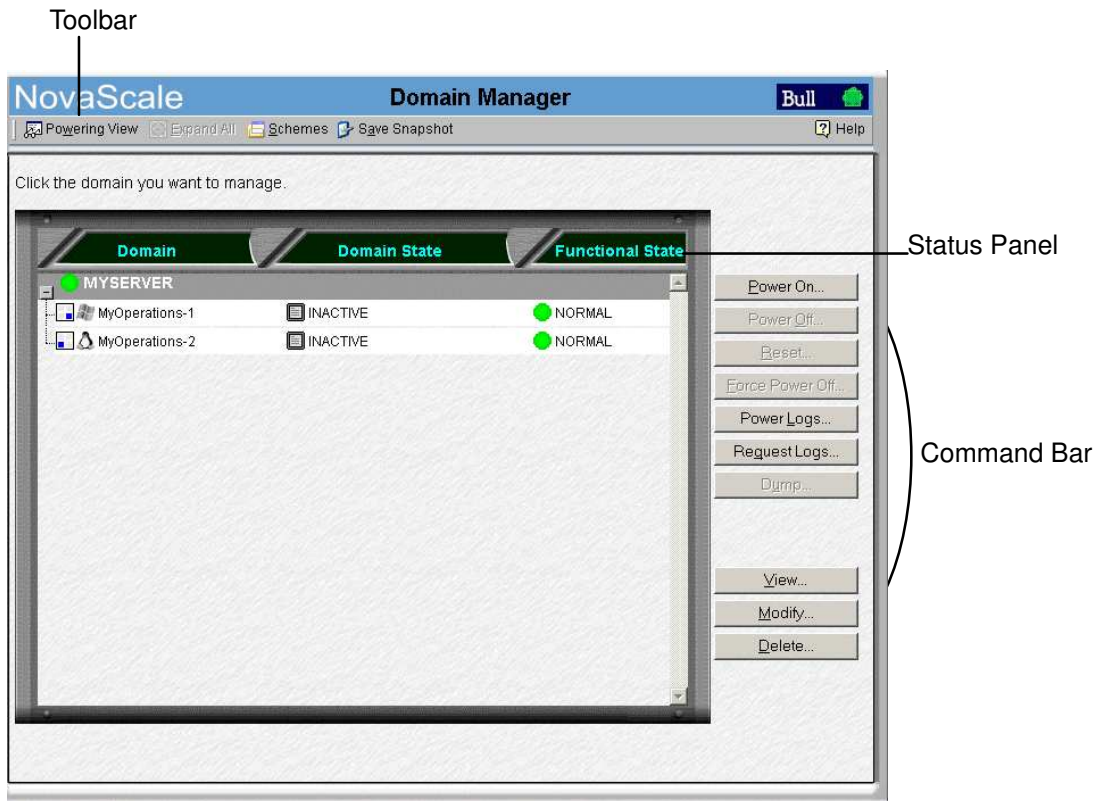 Toolbar
NovaScale Domain Manager Bull
Powering View Expand All Schemes Save Snapshot Help
Click the domain you want to manage.
Domain Domain State Functional State
Status Panel
MYSERVER
MyOperations-1 INACTIVE NORMAL
MyOperations-2 INACTIVE NORMAL
Power On...
Power Off...
Reset...
Force Power Off...
Power Logs...
Request Logs...
Dump...
Command Bar
View...
Modify...
Delete...